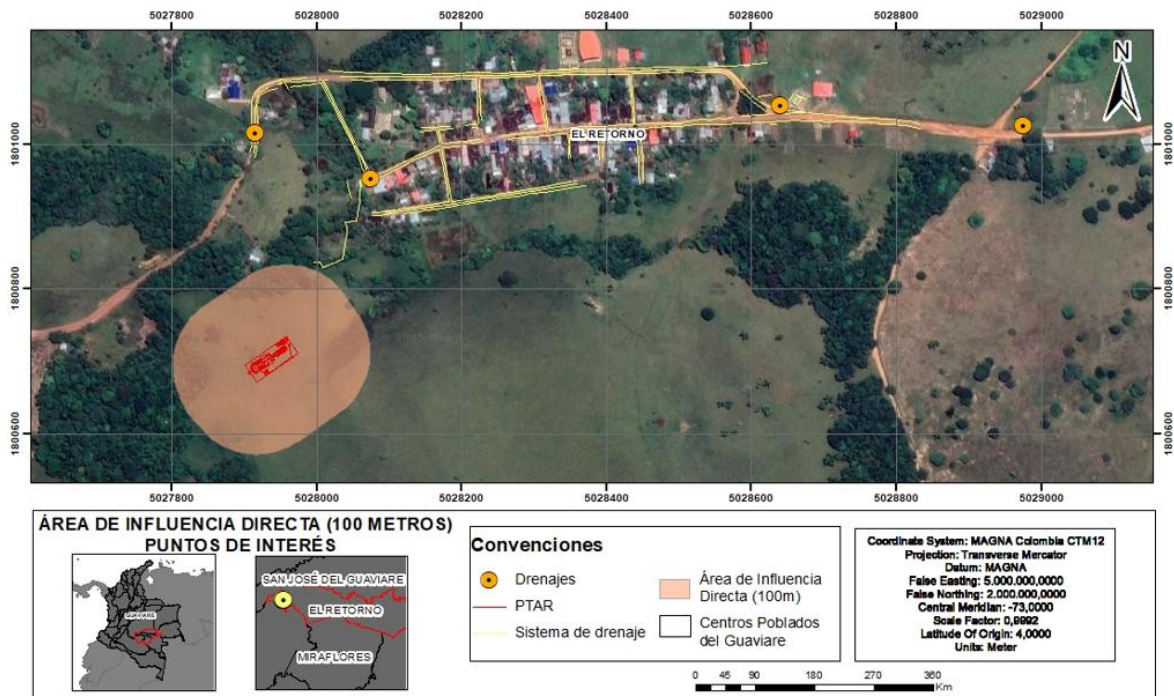 5027800 5028000 5028200 5028400 5028600 5028800 5029000
N
1801000 1801000
EL RETORNO
1800800 1800800
1800600 1800600
5027800 5028000 5028200 5028400 5028600 5028800 5029000
ÁREA DE INFLUENCIA DIRECTA (100 METROS)
PUNTOS DE INTERÉS
GUAVIARE
SAN JOSÉ DEL GUAVIARE
EL RETORNO
MIRAFLORES
Convenciones
Drenajes
PTAR
Sistema de drenaje
Área de Influencia
Directa (100m)
Centros Poblados
del Guaviare
Coordinate System: MAGNA Colombia CTM12
Projection: Transverse Mercator
Datum: MAGNA
False Easting: 5.000.000,0000
False Northing: 2.000.000,0000
Central Meridian: -73,0000
Scale Factor: 0,9992
Latitude Of Origin: 4,0000
Units: Meter
0 45 90 180 270 360
Km